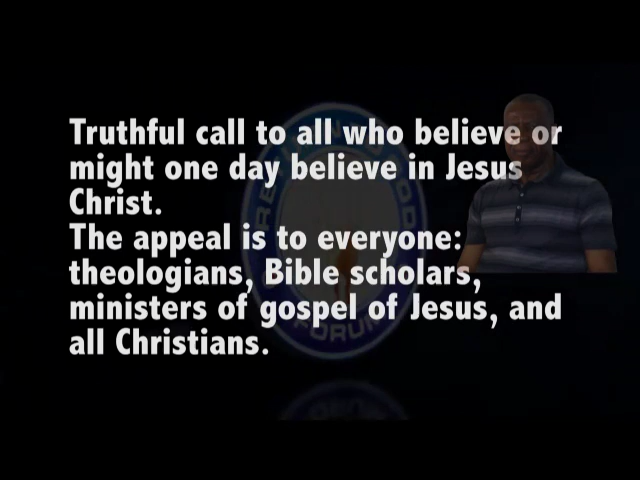 Truthful call to all who believe or
might one day believe in Jesus
Christ.
The appeal is to everyone:
theologians, Bible scholars,
ministers of gospel of Jesus, and
all Christians.
FORUM